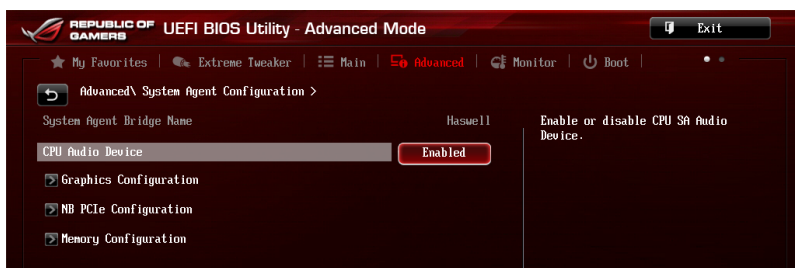 REPUBLIC OF GAMERS UEFI BIOS Utility - Advanced Mode Exit
My Favorites | Extreme Tweaker | Main | Advanced | Monitor | Boot |
Advanced\ System Agent Configuration >
System Agent Bridge Name Haswell
CPU Audio Device Enabled
Graphics Configuration
NB PCIe Configuration
Memory Configuration
Enable or disable CPU SA Audio
Device.